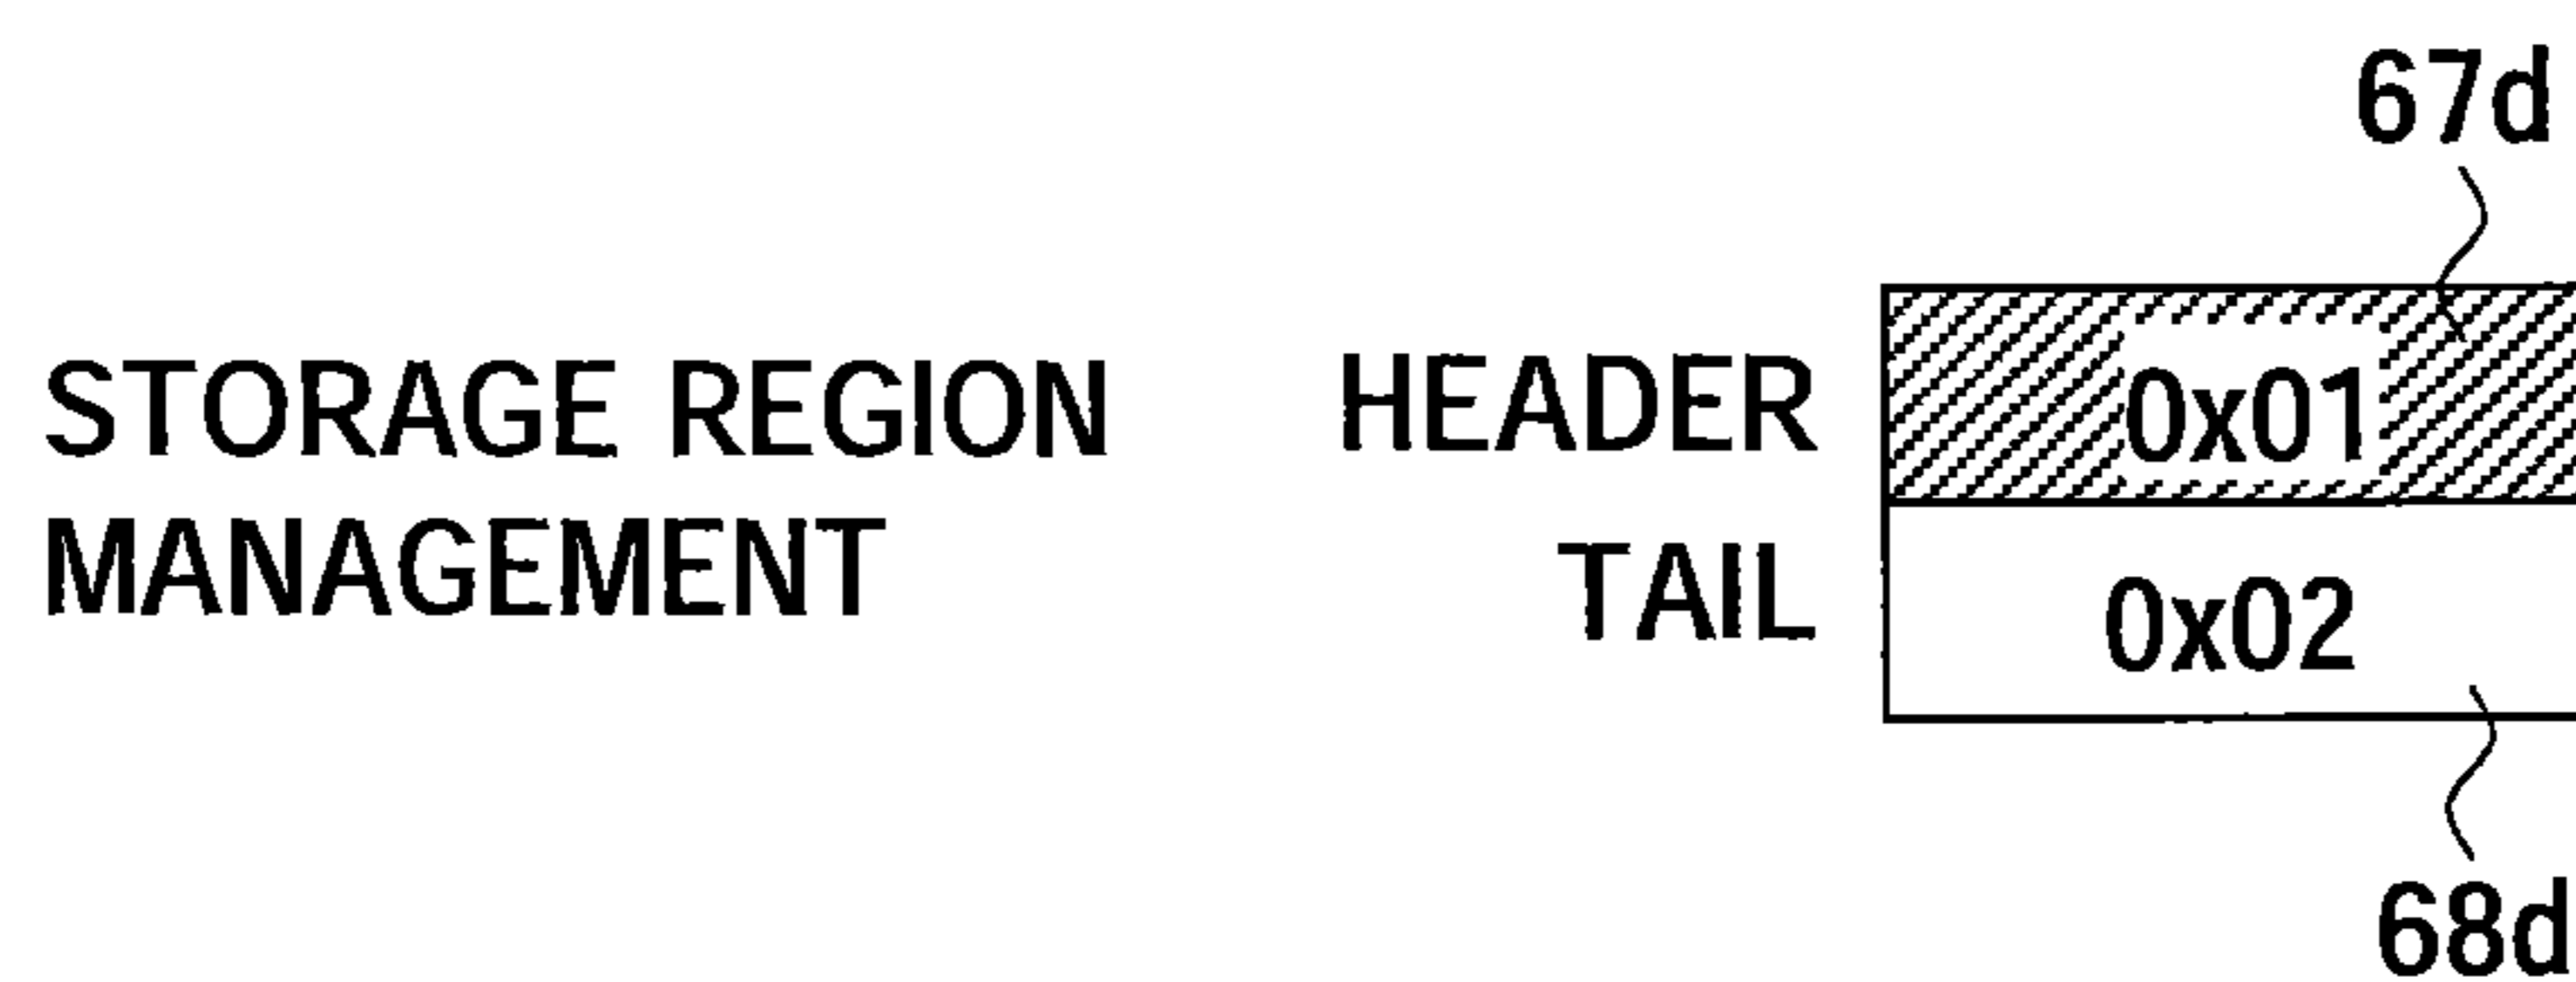 67d
STORAGE REGION
MANAGEMENT
HEADER
0x01
TAIL
0x02
68d